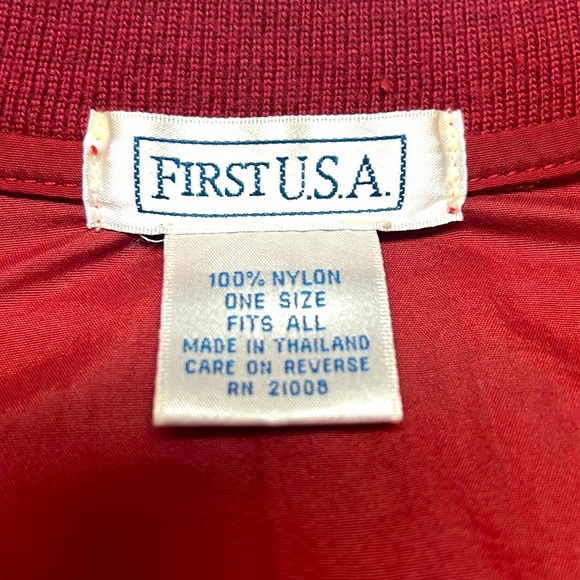 FIRST U.S.A.
100% NYLON
ONE SIZE
FITS ALL
MADE IN THAILAND
CARE ON REVERSE
RN 21008